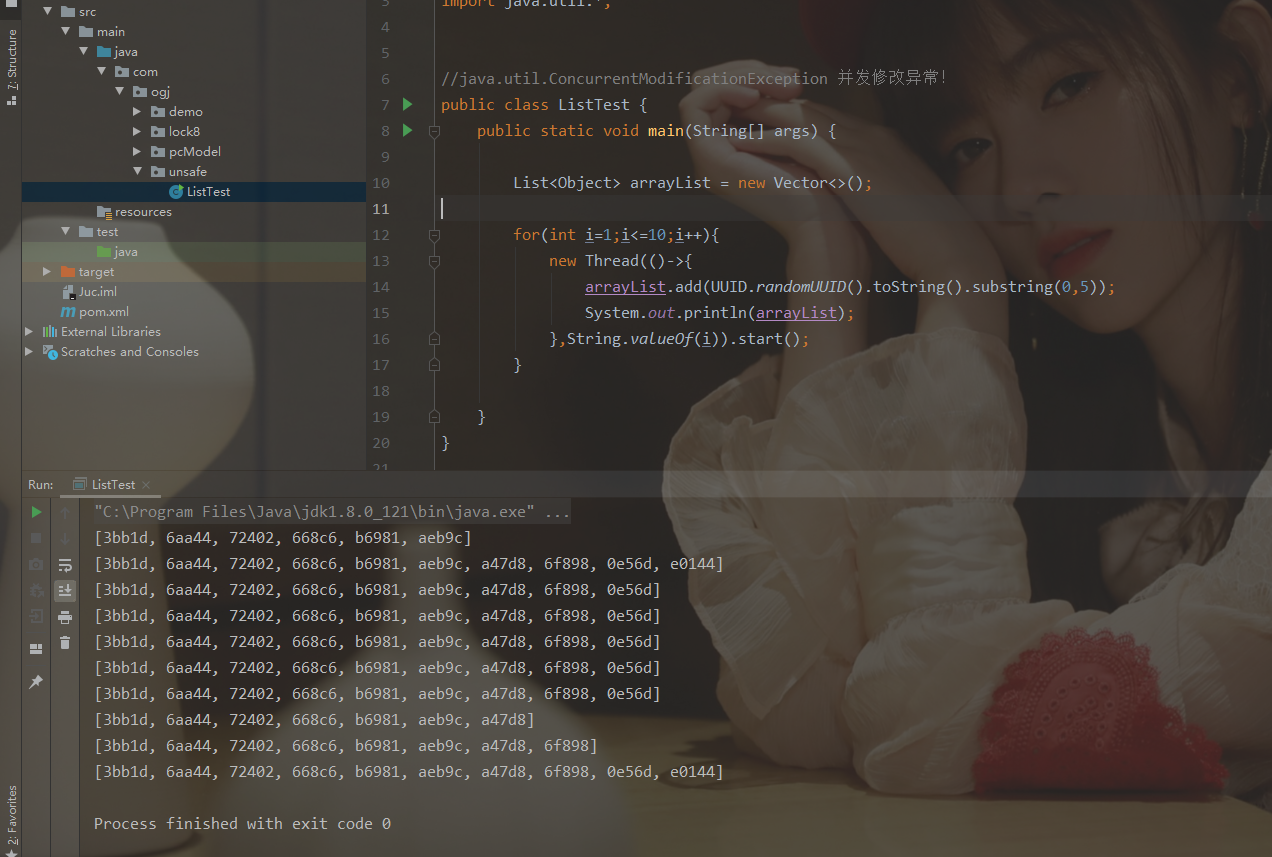 7: Structure
src
main
java
com
ogj
demo
lock8
pcModel
unsafe
ListTest
resources
test
java
target
Juc.iml
pom.xml
External Libraries
Scratches and Consoles
3 import java.util.*;
4
5
6 //java.util.ConcurrentModificationException 并发修改异常!
7 public class ListTest {
8 public static void main(String[] args) {
9
10 List<Object> arrayList = new Vector<>();
11
12 for(int i=1;i<=10;i++){
13 new Thread(()->{
14 arrayList.add(UUID.randomUUID().toString().substring(0,5));
15 System.out.println(arrayList);
16 },String.valueOf(i)).start();
17 }
18
19 }
20 }
21
Run: ListTest ×
"C:\Program Files\Java\jdk1.8.0_121\bin\java.exe" ...
[3bb1d, 6aa44, 72402, 668c6, b6981, aeb9c]
[3bb1d, 6aa44, 72402, 668c6, b6981, aeb9c, a47d8, 6f898, 0e56d, e0144]
[3bb1d, 6aa44, 72402, 668c6, b6981, aeb9c, a47d8, 6f898, 0e56d]
[3bb1d, 6aa44, 72402, 668c6, b6981, aeb9c, a47d8, 6f898, 0e56d]
[3bb1d, 6aa44, 72402, 668c6, b6981, aeb9c, a47d8, 6f898, 0e56d]
[3bb1d, 6aa44, 72402, 668c6, b6981, aeb9c, a47d8, 6f898, 0e56d]
[3bb1d, 6aa44, 72402, 668c6, b6981, aeb9c, a47d8, 6f898, 0e56d]
[3bb1d, 6aa44, 72402, 668c6, b6981, aeb9c, a47d8]
[3bb1d, 6aa44, 72402, 668c6, b6981, aeb9c, a47d8, 6f898]
[3bb1d, 6aa44, 72402, 668c6, b6981, aeb9c, a47d8, 6f898, 0e56d, e0144]
Process finished with exit code 0
2: Favorites